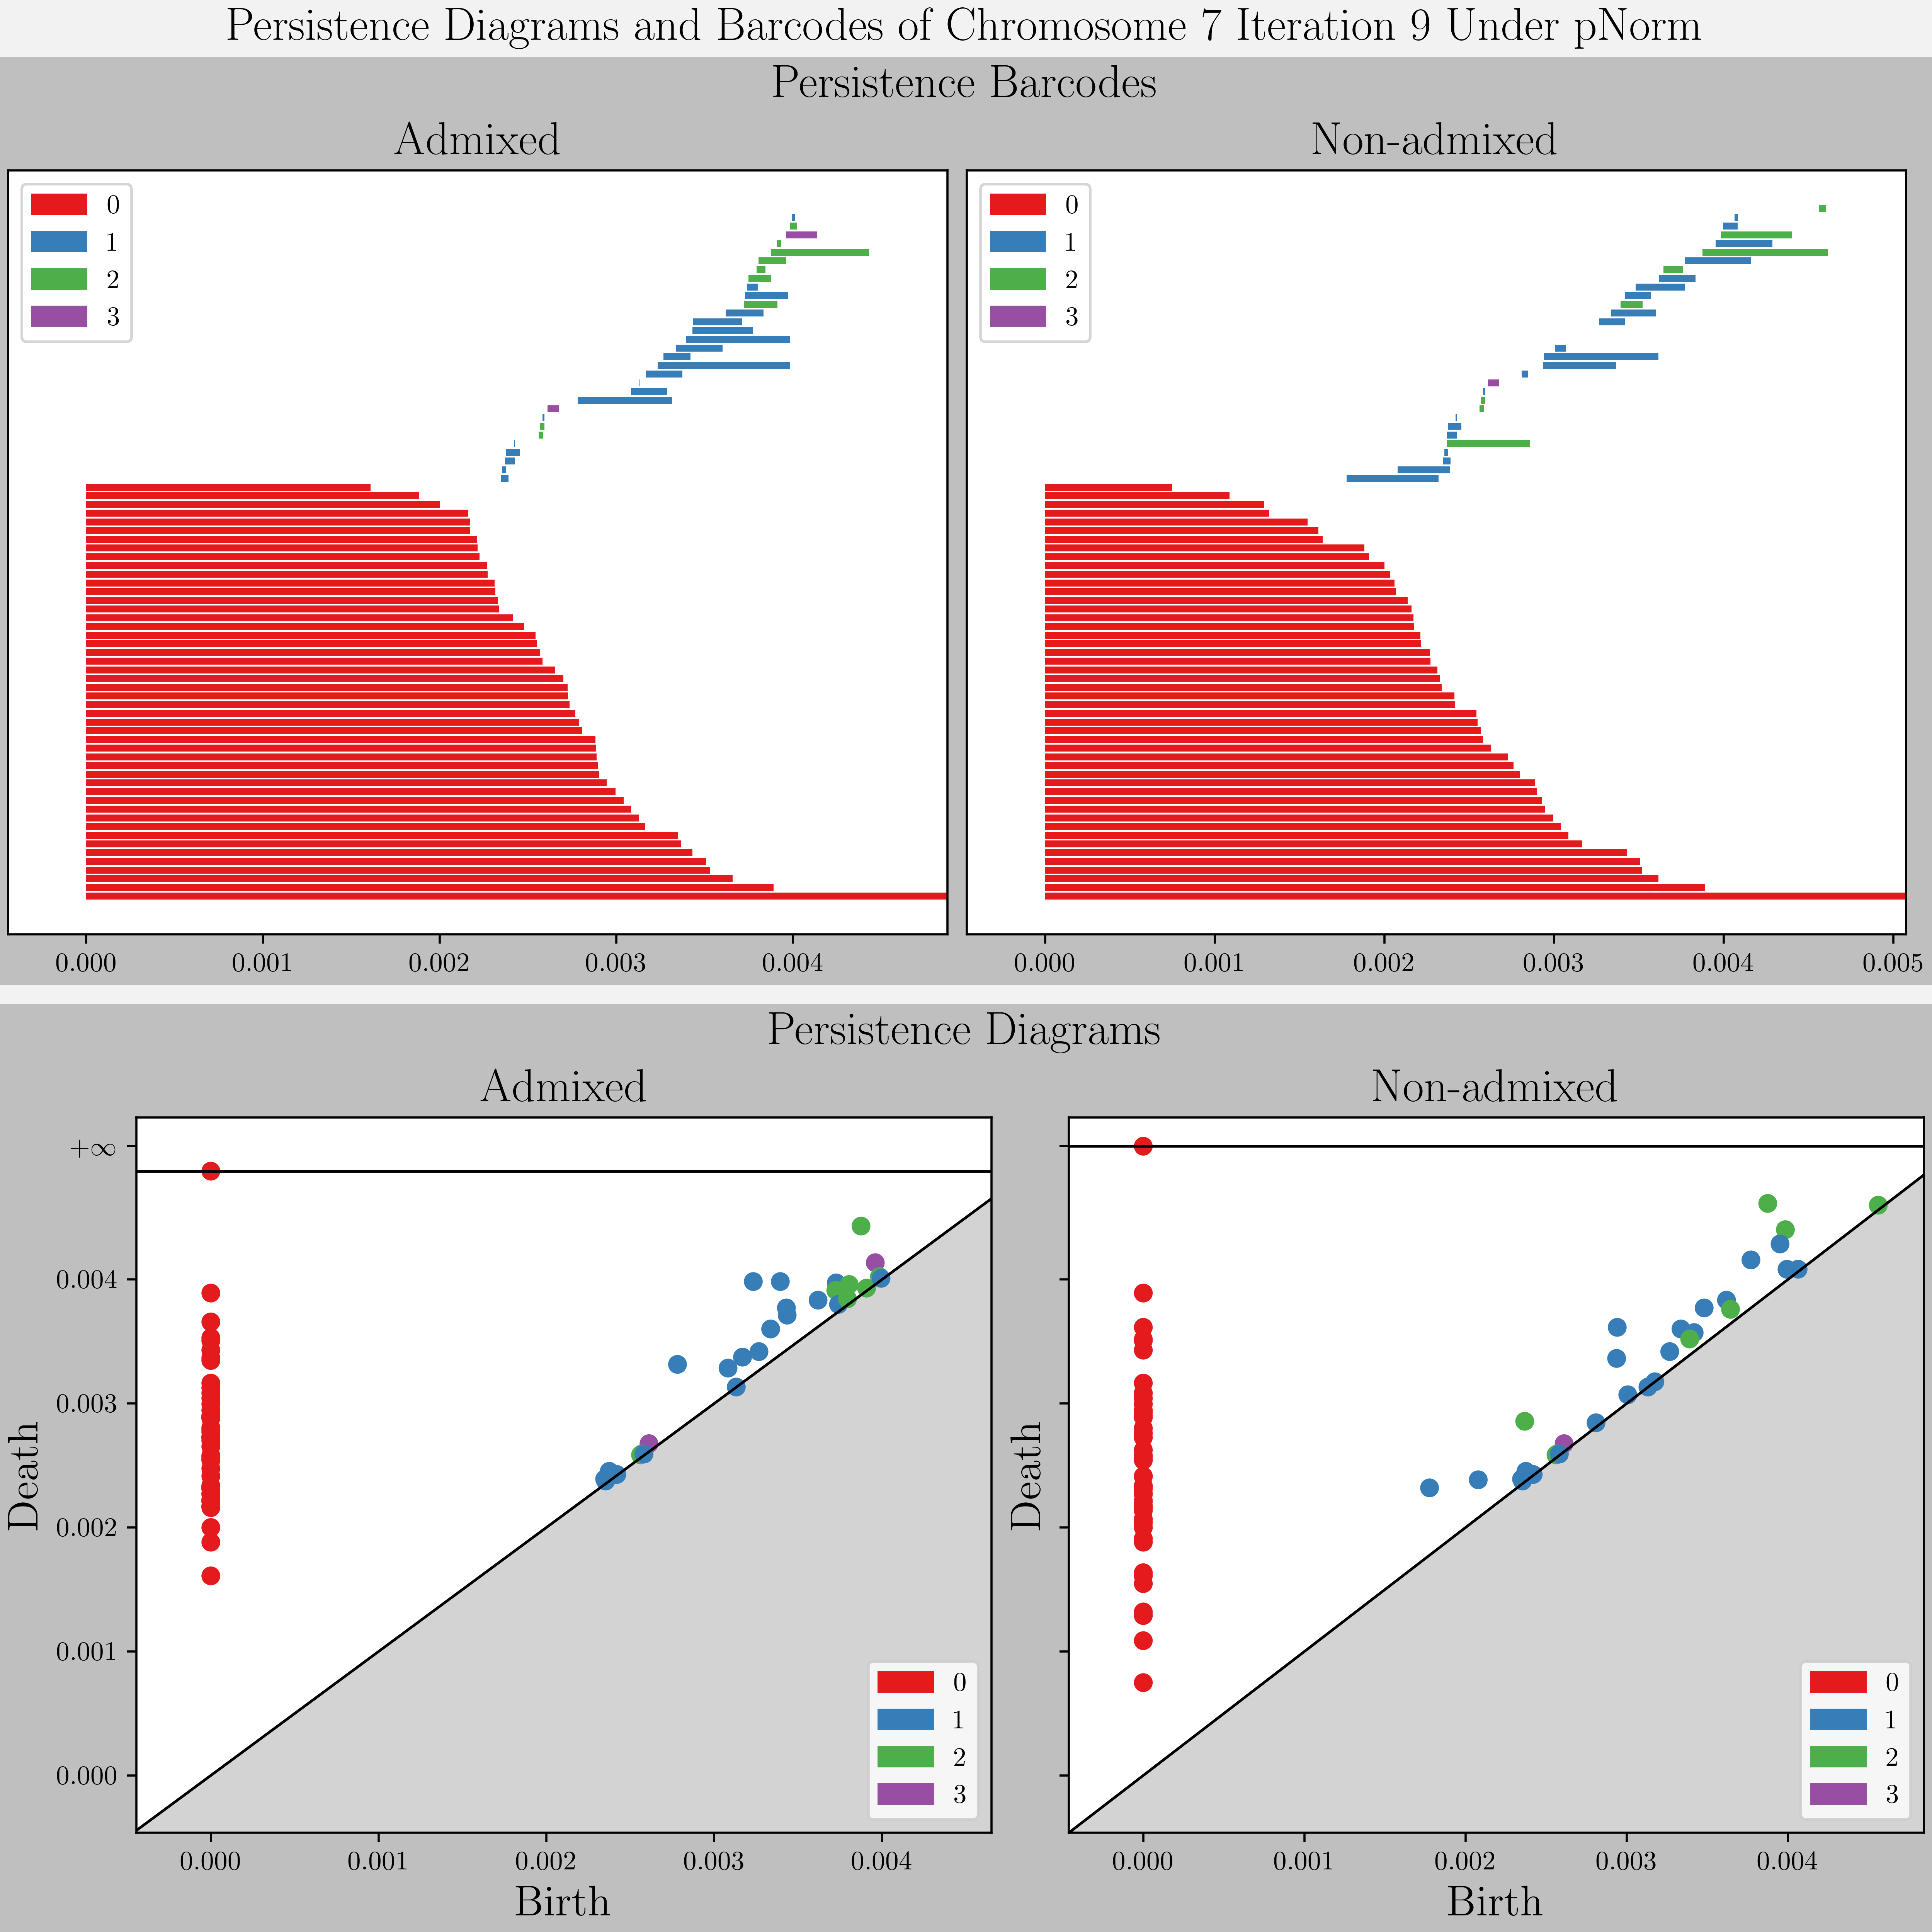 Persistence Diagrams and Barcodes of Chromosome 7 Iteration 9 Under pNorm
Persistence Barcodes
Admixed
0
1
2
3
0.000 0.001 0.002 0.003 0.004
Non-admixed
0
1
2
3
0.000 0.001 0.002 0.003 0.004 0.005
Persistence Diagrams
Admixed
+∞
0.004
0.003
0.002
0.001
0.000
Death
0
1
2
3
0.000 0.001 0.002 0.003 0.004
Birth
Non-admixed
Death
0
1
2
3
0.000 0.001 0.002 0.003 0.004
Birth